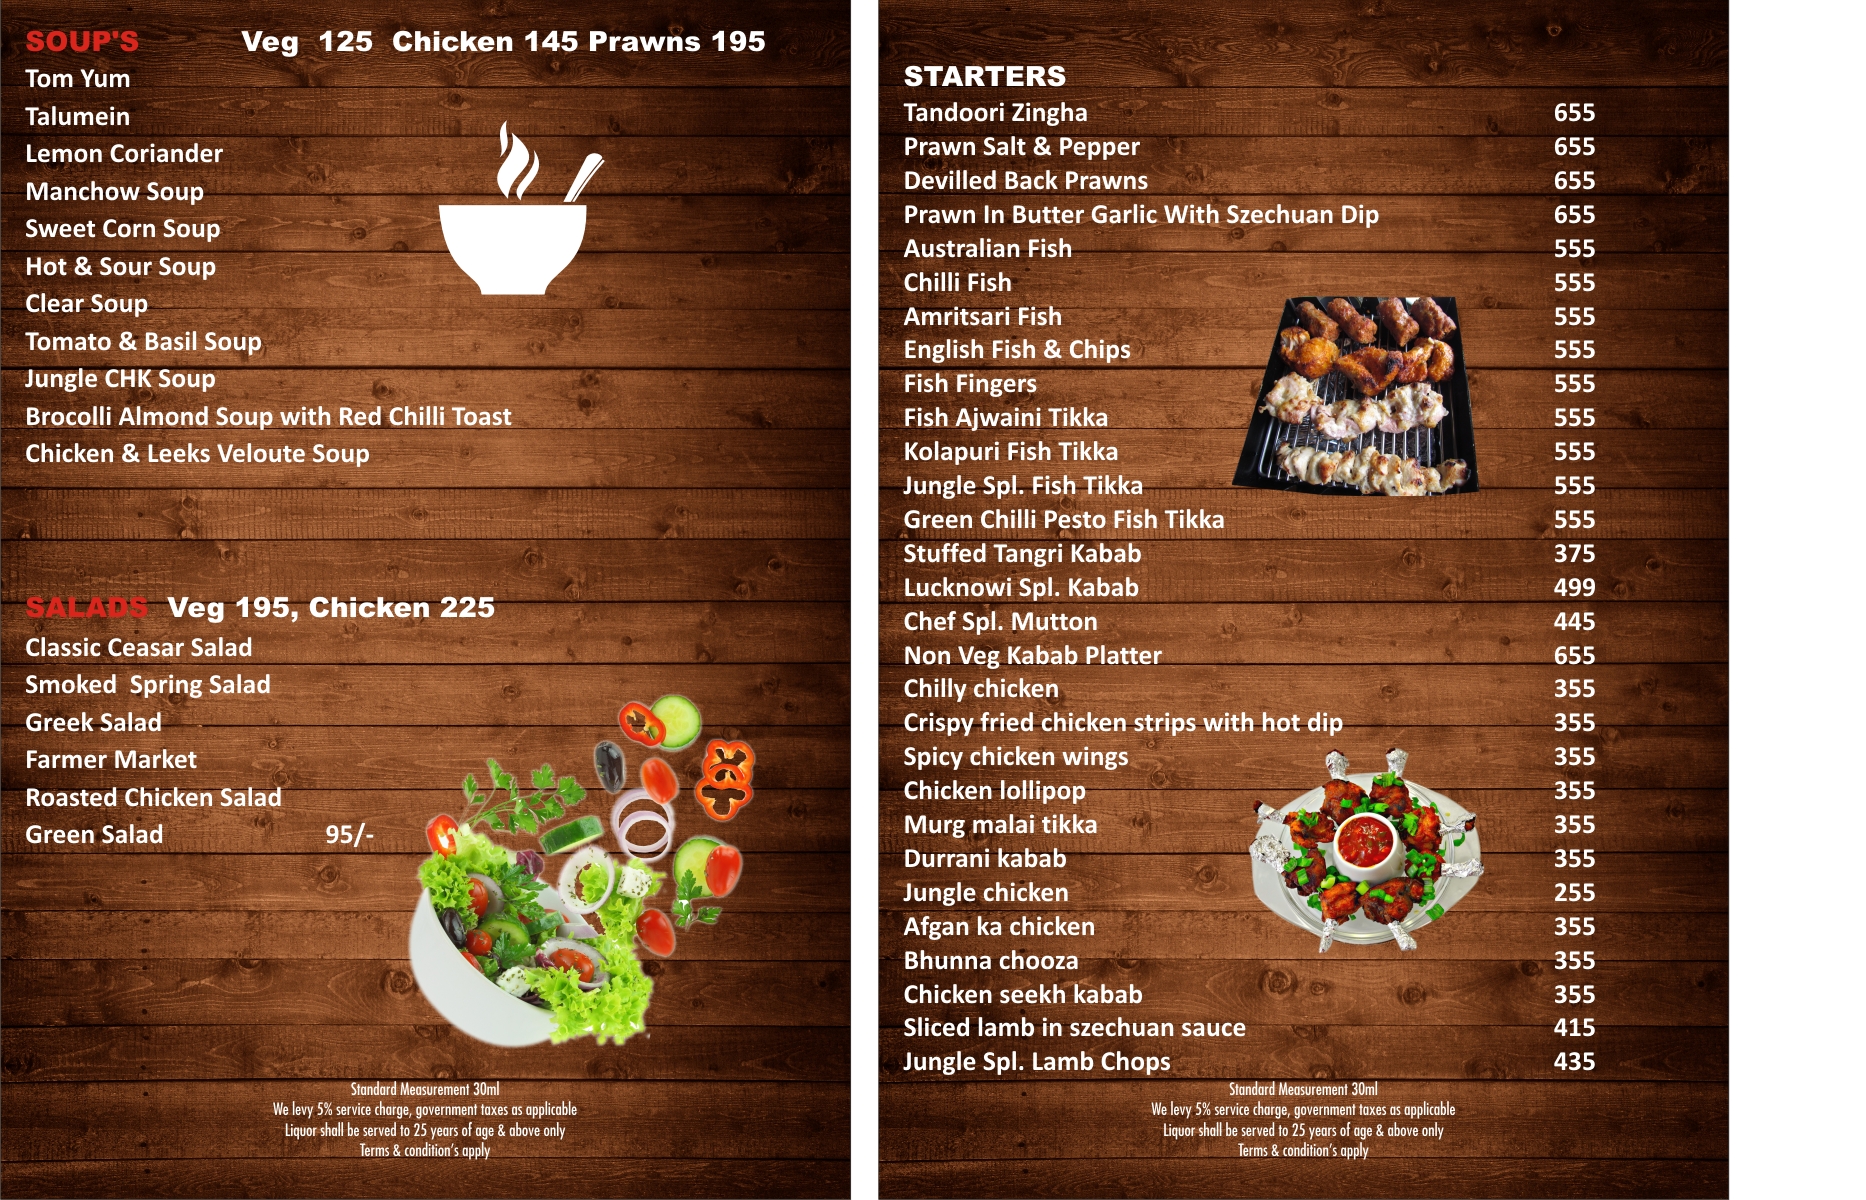 SOUP'S Veg 125 Chicken 145 Prawns 195
Tom Yum
Talumein
Lemon Coriander
Manchow Soup
Sweet Corn Soup
Hot & Sour Soup
Clear Soup
Tomato & Basil Soup
Jungle CHK Soup
Brocolli Almond Soup with Red Chilli Toast
Chicken & Leeks Veloute Soup
SALADS Veg 195, Chicken 225
Classic Ceasar Salad
Smoked Spring Salad
Greek Salad
Farmer Market
Roasted Chicken Salad
Green Salad 95/-
Standard Measurement 30ml
We levy 5% service charge, government taxes as applicable
Liquor shall be served to 25 years of age & above only
Terms & condition's apply
STARTERS
Tandoori Zingha 655
Prawn Salt & Pepper 655
Devilled Back Prawns 655
Prawn In Butter Garlic With Szechuan Dip 655
Australian Fish 555
Chilli Fish 555
Amritsari Fish 555
English Fish & Chips 555
Fish Fingers 555
Fish Ajwaini Tikka 555
Kolapuri Fish Tikka 555
Jungle Spl. Fish Tikka 555
Green Chilli Pesto Fish Tikka 555
Stuffed Tangri Kabab 375
Lucknowi Spl. Kabab 499
Chef Spl. Mutton 445
Non Veg Kabab Platter 655
Chilly chicken 355
Crispy fried chicken strips with hot dip 355
Spicy chicken wings 355
Chicken lollipop 355
Murg malai tikka 355
Durrani kabab 355
Jungle chicken 255
Afgan ka chicken 355
Bhunna chooza 355
Chicken seekh kabab 355
Sliced lamb in szechuan sauce 415
Jungle Spl. Lamb Chops 435
Standard Measurement 30ml
We levy 5% service charge, government taxes as applicable
Liquor shall be served to 25 years of age & above only
Terms & condition's apply